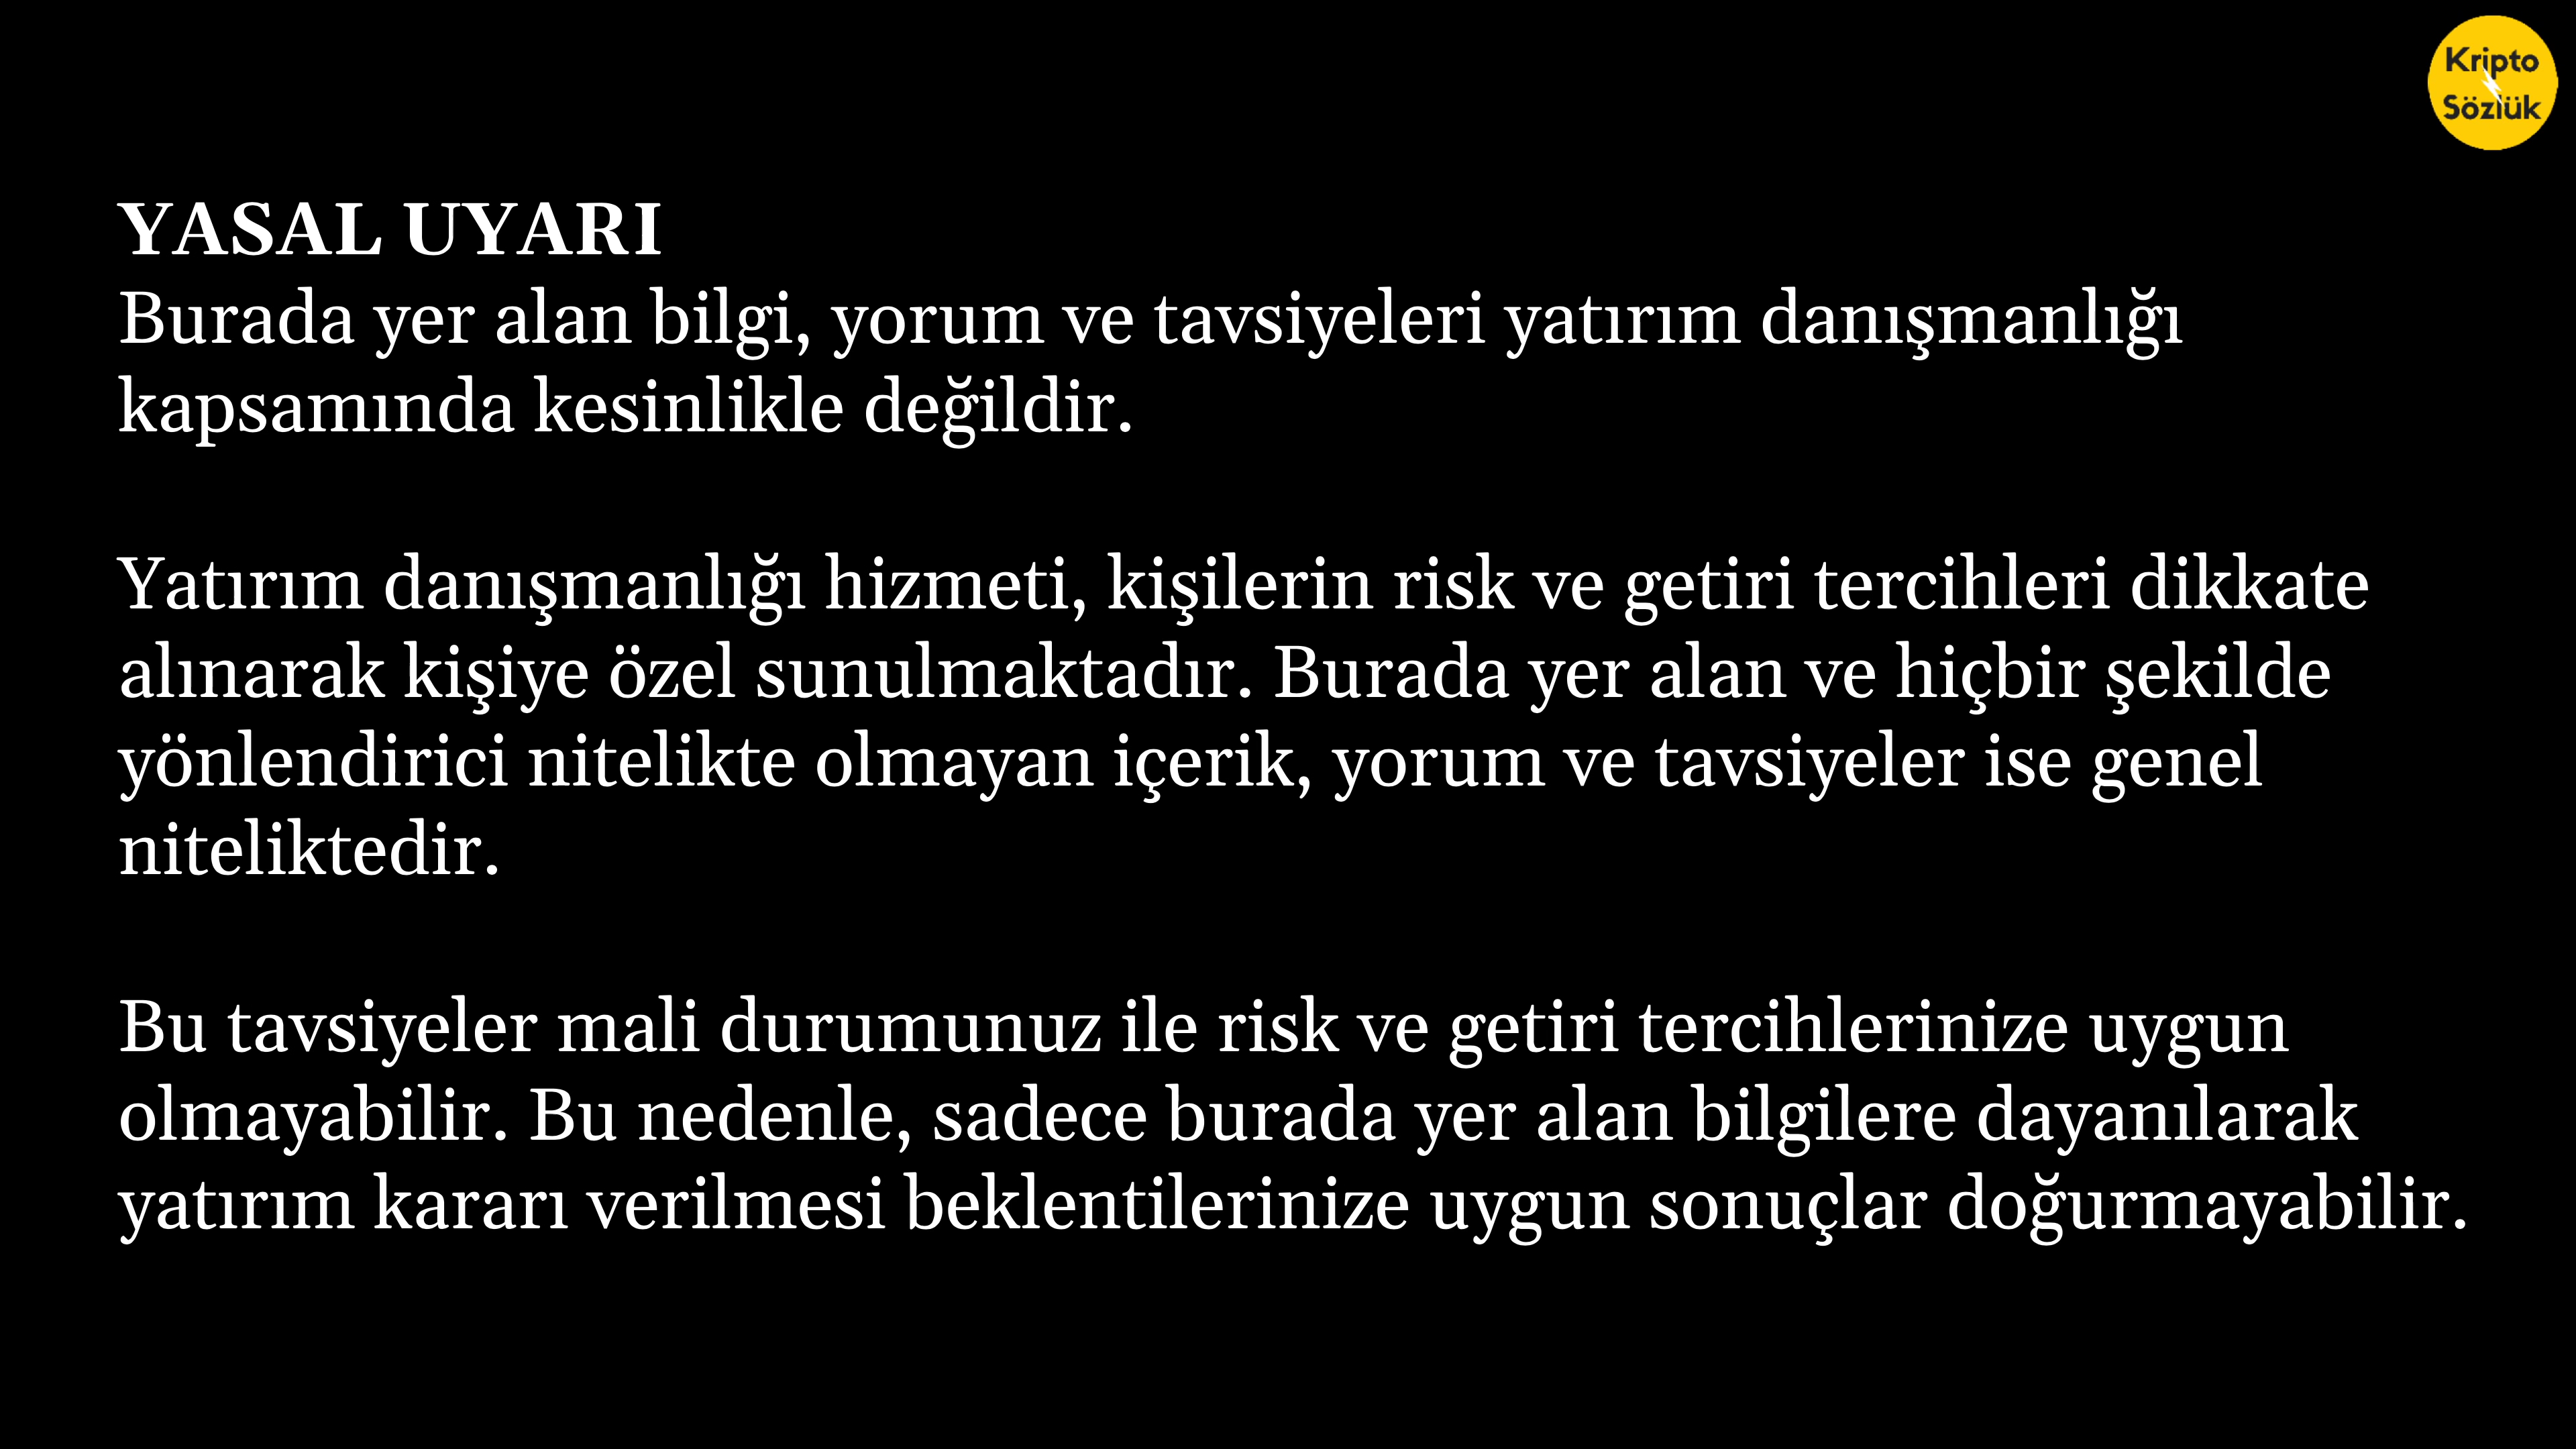 Kripto
Sözlük
YASAL UYARI
Burada yer alan bilgi, yorum ve tavsiyeleri yatırım danışmanlığı
kapsamında kesinlikle değildir.
Yatırım danışmanlığı hizmeti, kişilerin risk ve getiri tercihleri dikkate
alınarak kişiye özel sunulmaktadır. Burada yer alan ve hiçbir şekilde
yönlendirici nitelikte olmayan içerik, yorum ve tavsiyeler ise genel
niteliktedir.
Bu tavsiyeler mali durumunuz ile risk ve getiri tercihlerinize uygun
olmayabilir. Bu nedenle, sadece burada yer alan bilgilere dayanılarak
yatırım kararı verilmesi beklentilerinize uygun sonuçlar doğurmayabilir.